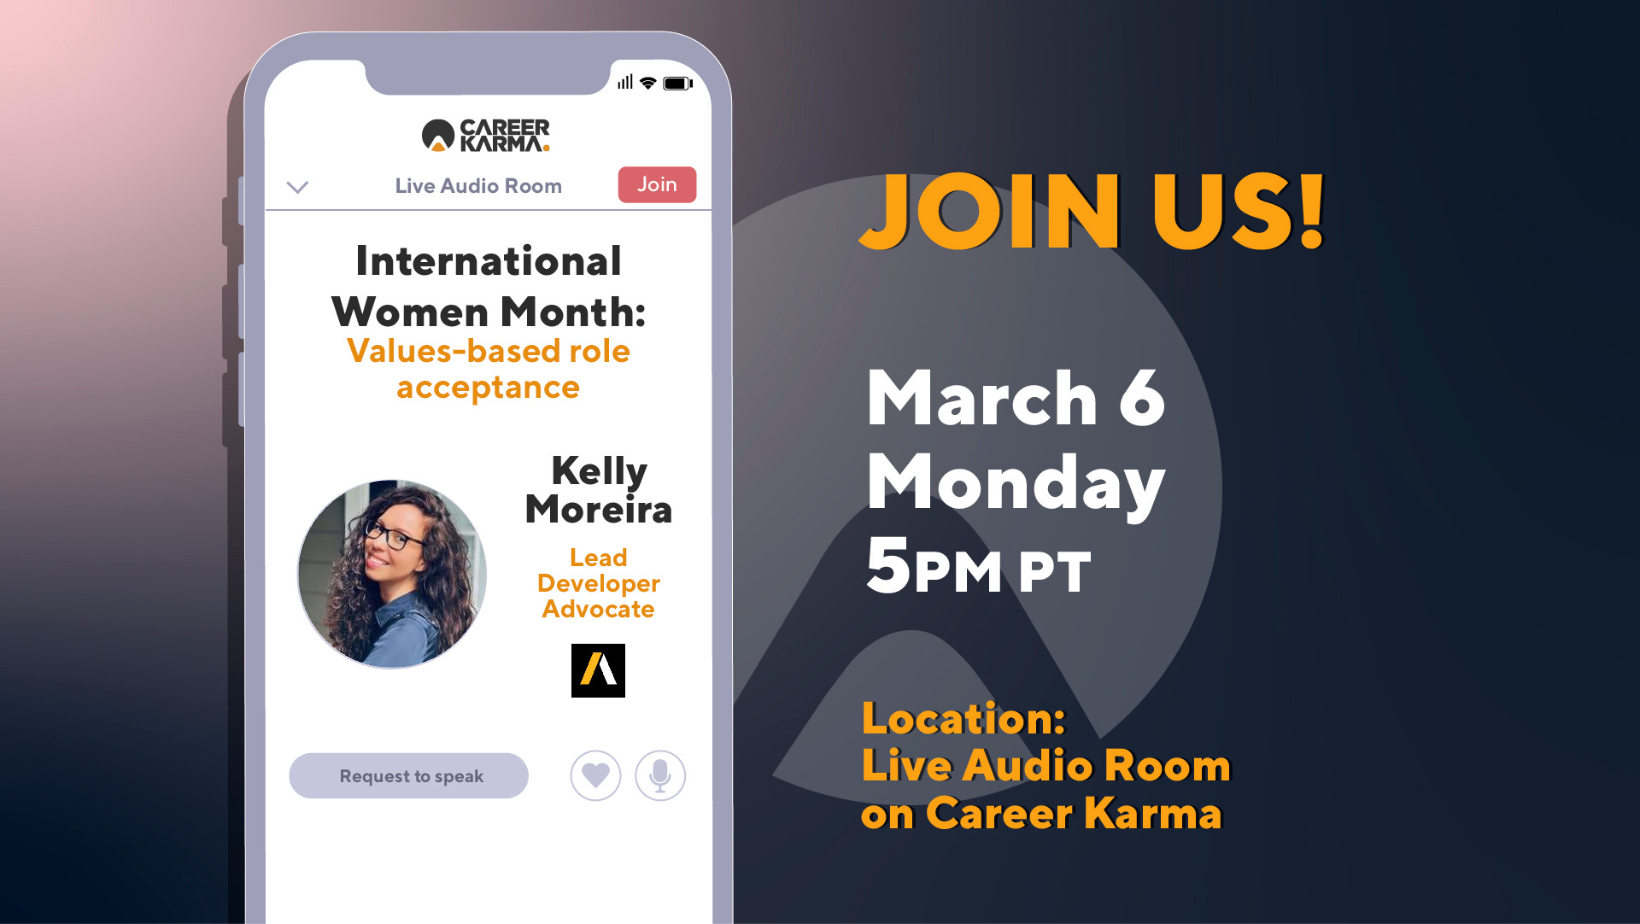 CAREER
KARMA.
Live Audio Room
Join
International
Women Month:
Values-based role
acceptance
Kelly
Moreira
Lead
Developer
Advocate
Request to speak
JOIN US!
March 6
Monday
5PM PT
Location:
Live Audio Room
on Career Karma